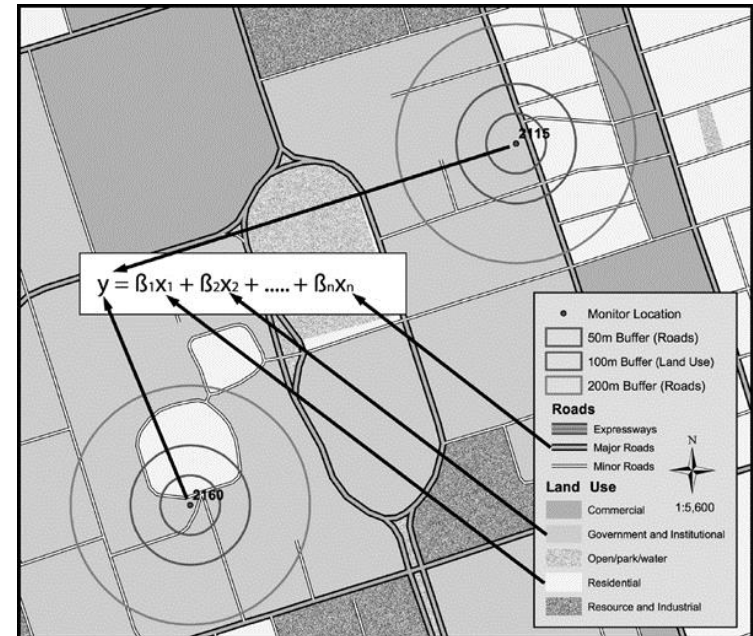 2115
y = ß1x1 + ß2x2 + ..... + ßnxn
2160
Monitor Location
50m Buffer (Roads)
100m Buffer (Land Use)
200m Buffer (Roads)
Roads
Expressways
Major Roads
Minor Roads
N
1:5,600
Land Use
Commercial
Government and Institutional
Open/park/water
Residential
Resource and Industrial